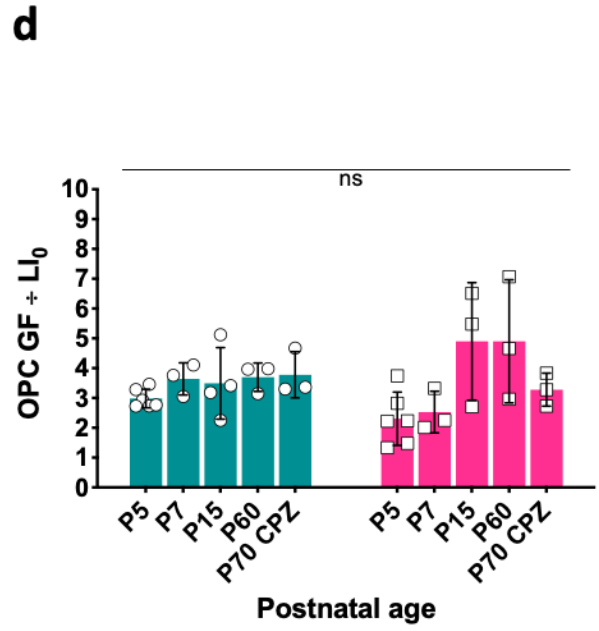 d
ns
10
9
8
7
6
5
4
3
2
1
0
OPC GF ÷ LI₀
P5
P7
P15
P60
P70 CPZ
P5
P7
P15
P60
P70 CPZ
Postnatal age